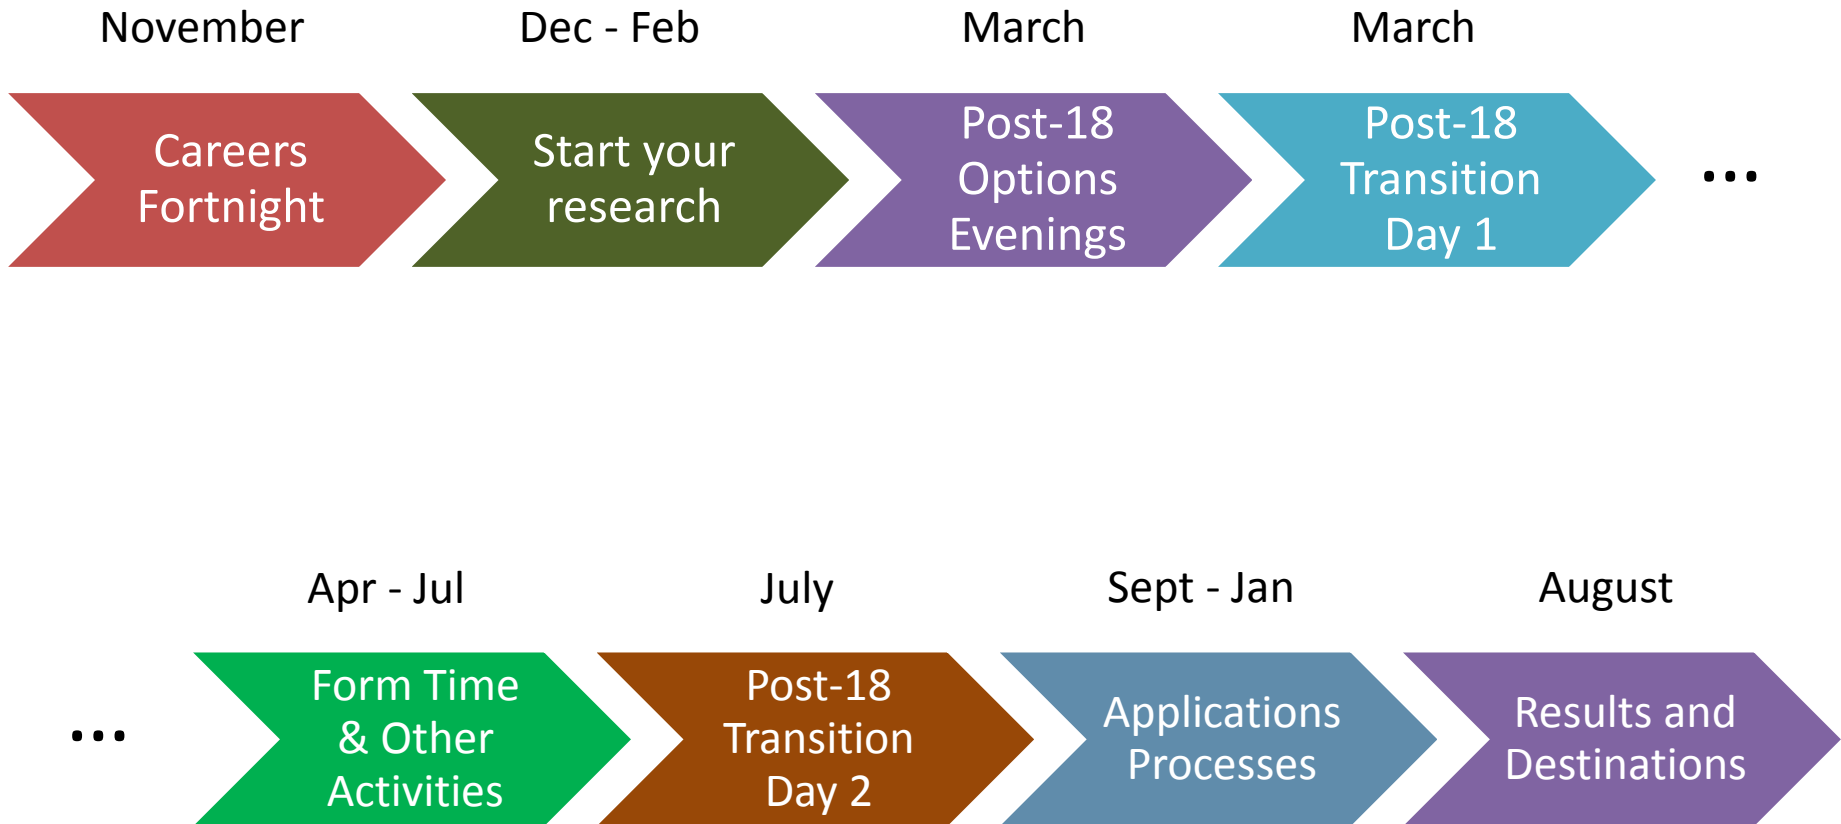 November
Dec - Feb
March
March
Careers
Fortnight
Start your
research
Post-18
Options
Evenings
Post-18
Transition
Day 1
...
Apr - Jul
July
Sept - Jan
August
...
Form Time
& Other
Activities
Post-18
Transition
Day 2
Applications
Processes
Results and
Destinations